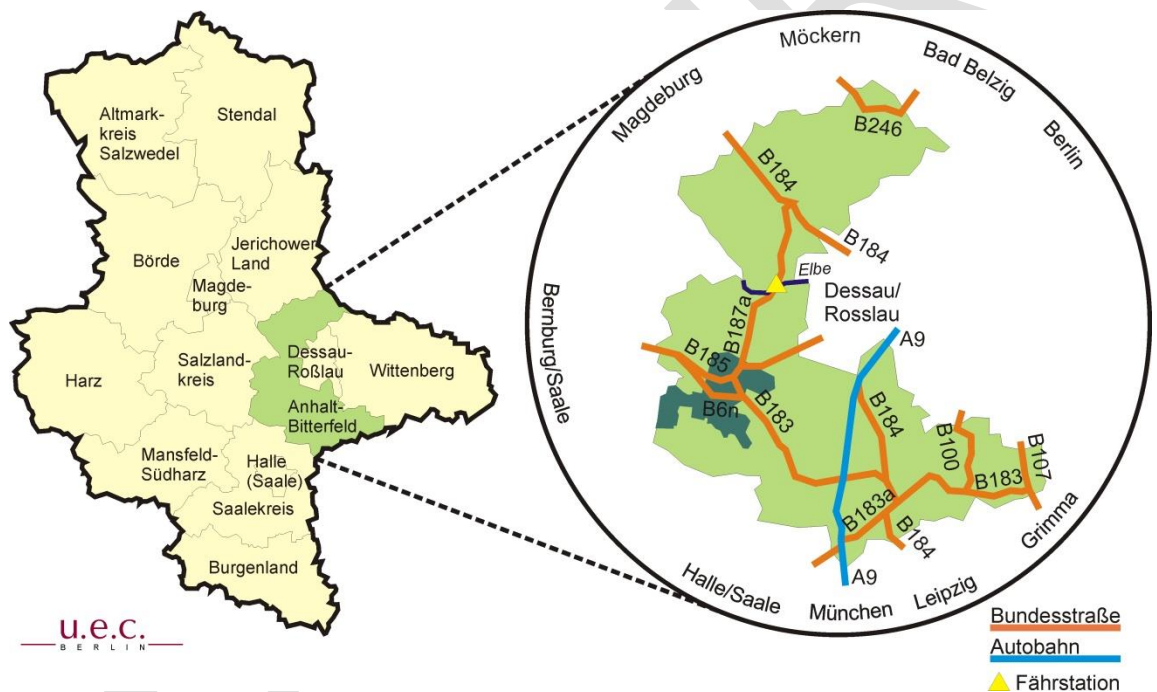 Altmark-
kreis
Salzwedel
Stendal
Börde
Jerichower
Land
Magde-
burg
Harz
Salzland-
kreis
Dessau-
Roßlau
Wittenberg
Anhalt-
Bitterfeld
Mansfeld-
Südharz
Halle
(Saale)
Saalekreis
Burgenland
u.e.c.
BERLIN
Möckern
Bad Belzig
Berlin
Magdeburg
Bernburg/Saale
Halle/Saale
München
Leipzig
Grimma
B246
B184
B184
Elbe
Dessau/
Rosslau
B187a
B185
B6n
B183
A9
B184
B100
B183
B107
B183a
B184
A9
Bundesstraße
Autobahn
Fährstation